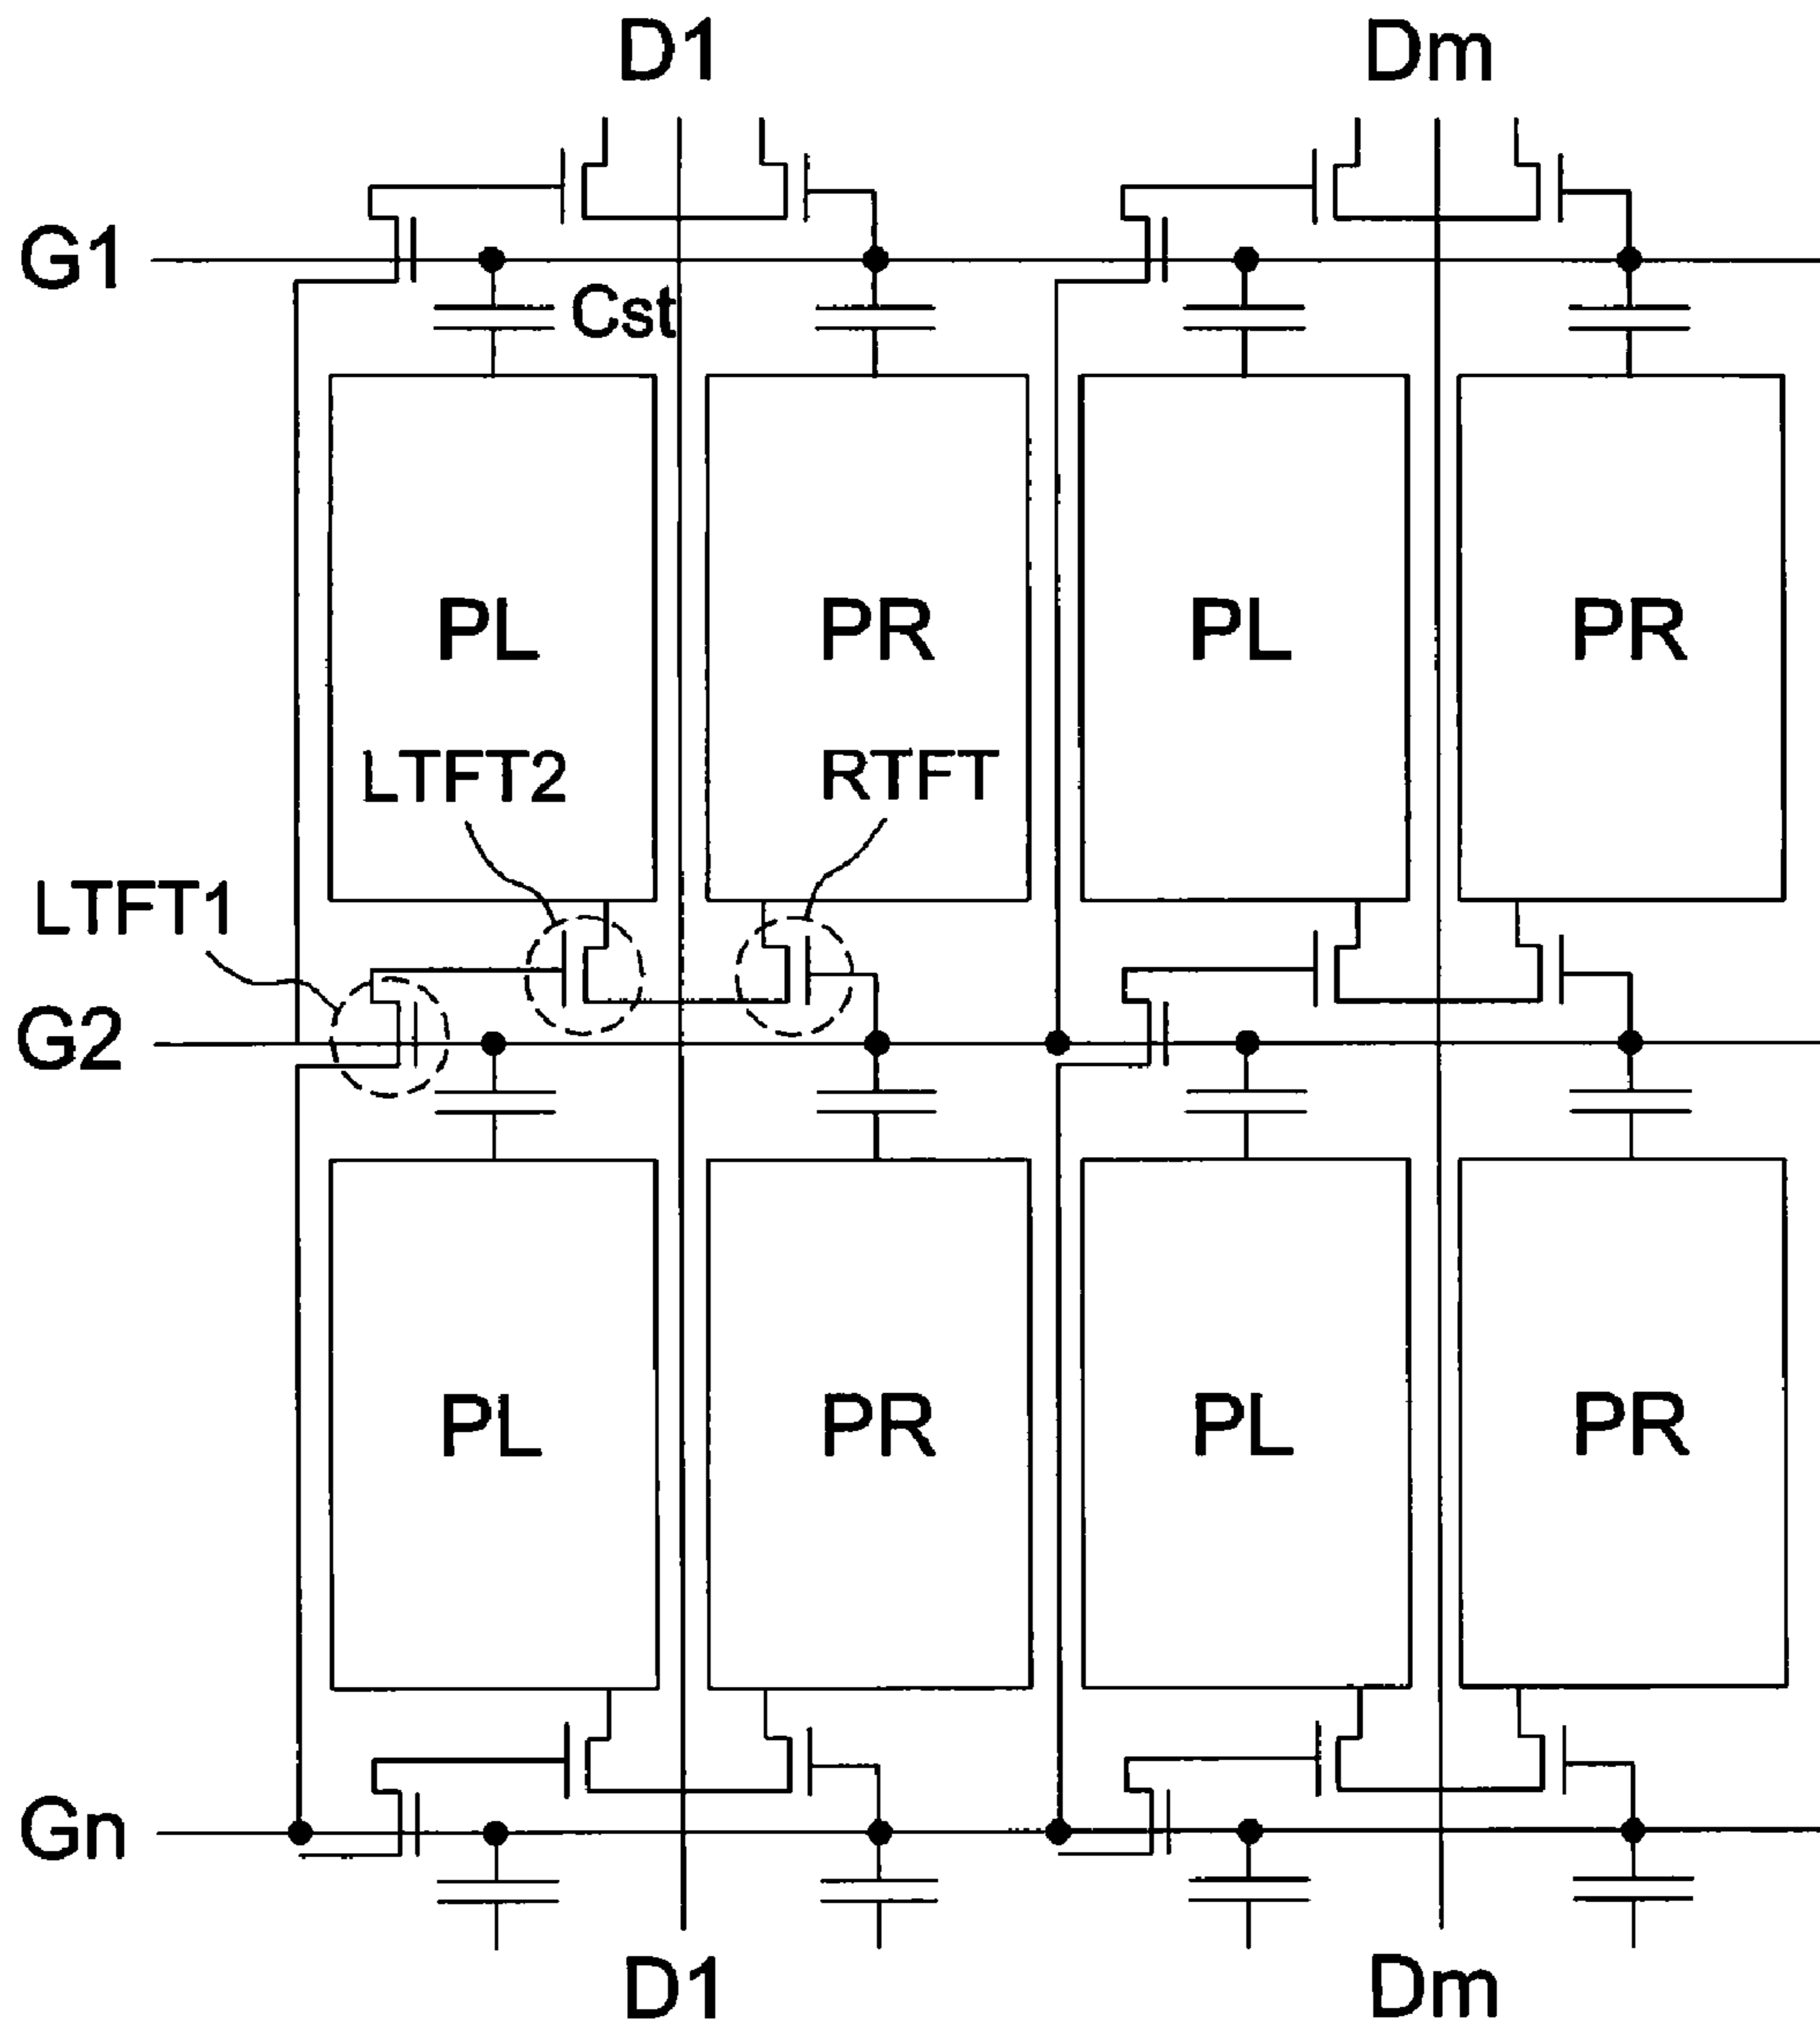 D1 Dm
G1
Cst
PL PR PL PR
LTFT2 RTFT
LTFT1
G2
PL PR PL PR
Gn
D1 Dm